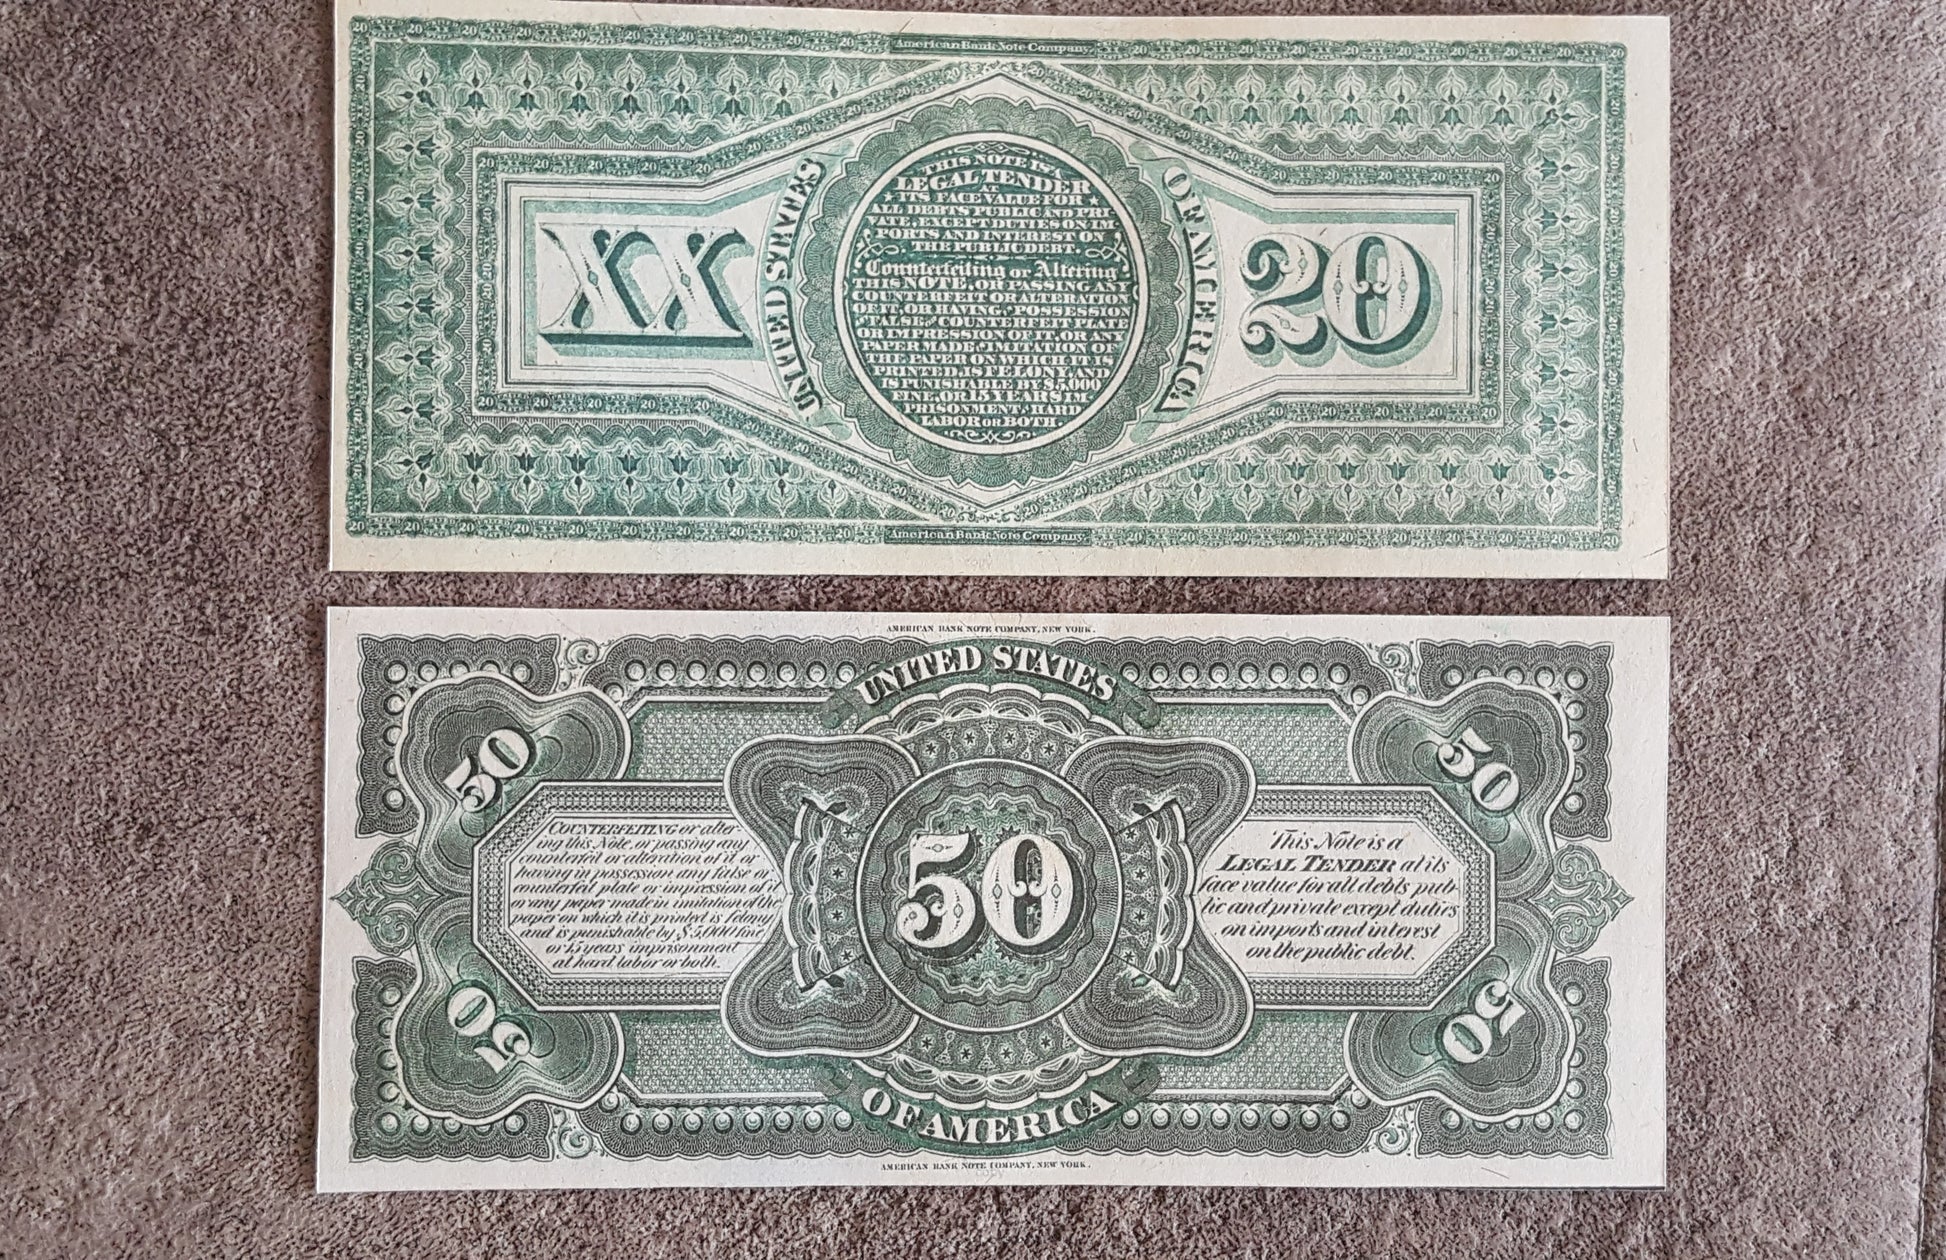 American Bank Note Company.
XX
UNITED STATES
THIS NOTE IS A
LEGAL TENDER
AT
ITS FACE VALUE FOR
ALL DEBTS PUBLIC AND PRI
VATE, EXCEPT DUTIES ON IM
PORTS AND INTEREST ON
THE PUBLIC DEBT.
Counterfeiting or Altering
THIS NOTE, OR PASSING ANY
COUNTERFEIT OR ALTERATION
OF IT, OR HAVING IN POSSESSION
FALSE OR COUNTERFEIT PLATE
OR IMPRESSION OF IT, OR ANY
PAPER MADE IN IMITATION OF
THE PAPER ON WHICH IT IS
PRINTED, IS FELONY, AND
IS PUNISHABLE BY $5,000
FINE, OR 15 YEARS IM-
PRISONMENT, HARD
LABOR OR BOTH.
OF AMERICA
20
American Bank Note Company.
copy
AMERICAN BANK NOTE COMPANY, NEW YORK.
UNITED STATES
50
50
COUNTERFEITING or alter-
ing this Note, or passing any
counterfeit or alteration of it or
having in possession any false or
counterfeit plate or impression of it
or any paper made in imitation of the
paper on which it is printed is felony
and is punishable by $5,000 fine
or 15 years imprisonment
at hard labor or both.
50
This Note is a
LEGAL TENDER at its
face value for all debts pub-
lic and private except duties
on imports and interest
on the public debt.
50
50
OF AMERICA
AMERICAN BANK NOTE COMPANY, NEW YORK.
copy